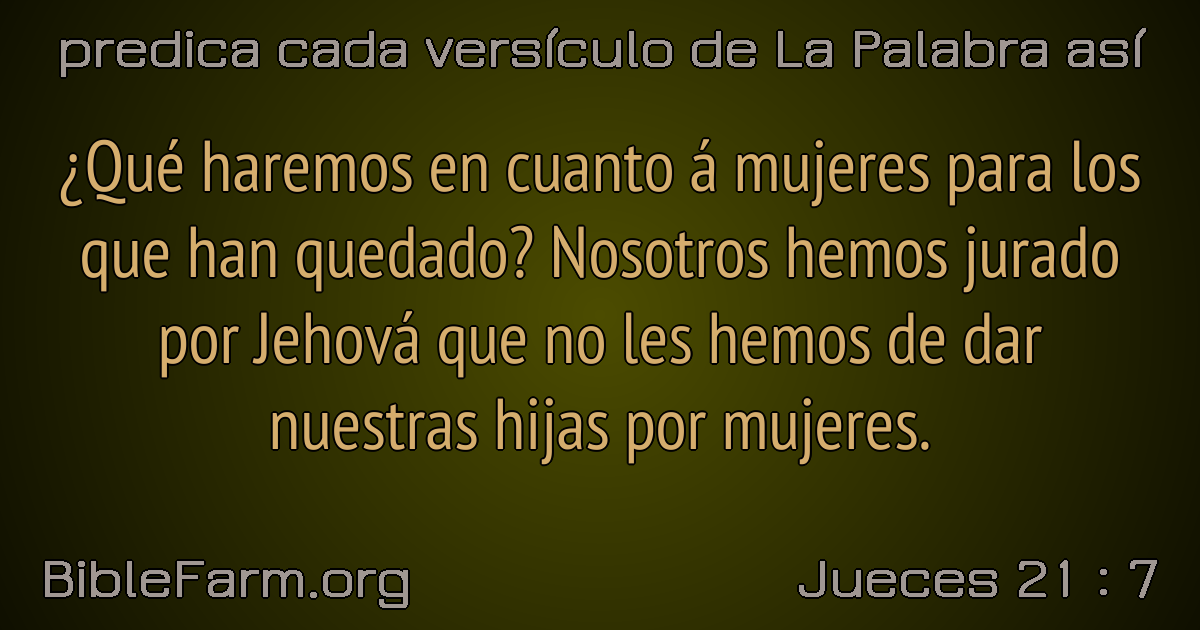 predica cada versículo de La Palabra así
¿Qué haremos en cuanto á mujeres para los
que han quedado? Nosotros hemos jurado
por Jehová que no les hemos de dar
nuestras hijas por mujeres.
BibleFarm.org
Jueces 21 : 7